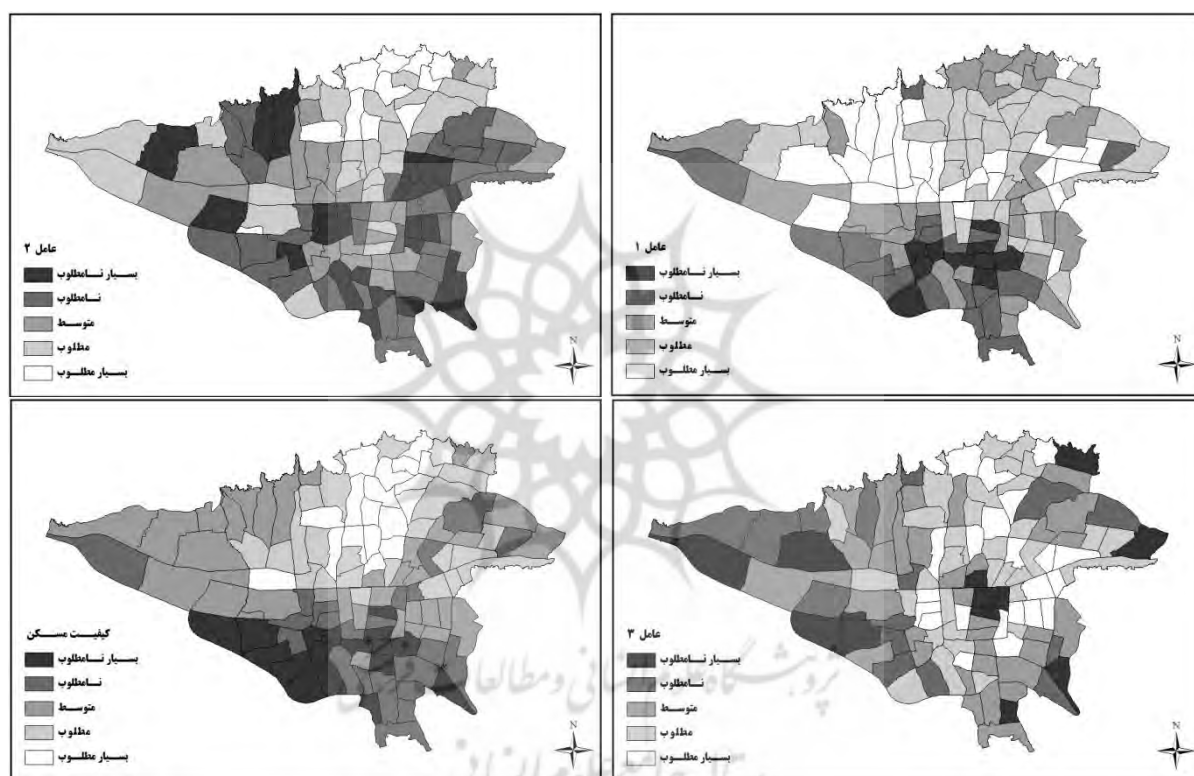 N
عامل ۱
بسیار نامطلوب
نامطلوب
متوسط
مطلوب
بسیار مطلوب
N
عامل ۲
بسیار نامطلوب
نامطلوب
متوسط
مطلوب
بسیار مطلوب
N
عامل ۳
بسیار نامطلوب
نامطلوب
متوسط
مطلوب
بسیار مطلوب
N
کیفیت مسکن
بسیار نامطلوب
نامطلوب
متوسط
مطلوب
بسیار مطلوب